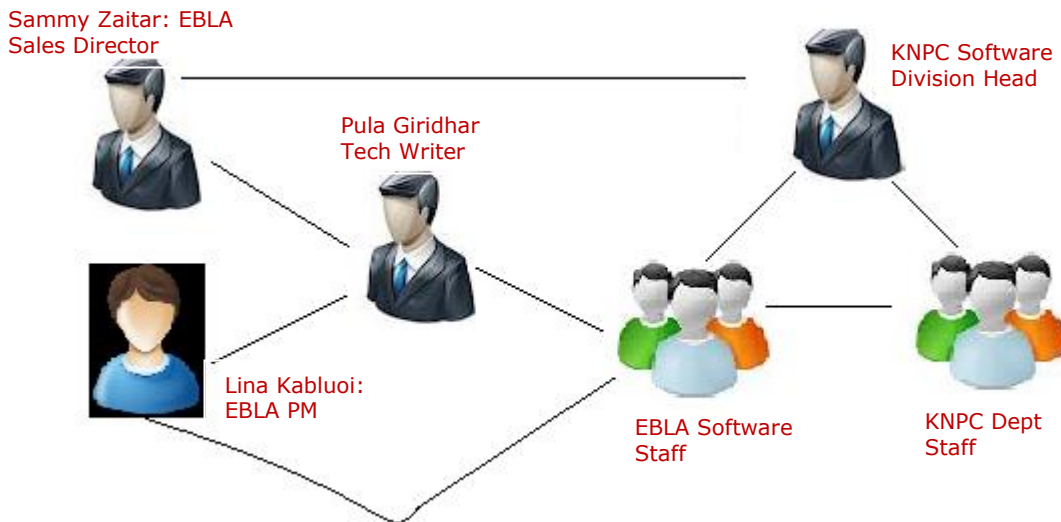 Sammy Zaitar: EBLA
Sales Director
KNPC Software
Division Head
Pula Giridhar
Tech Writer
Lina Kabluoi:
EBLA PM
EBLA Software
Staff
KNPC Dept
Staff